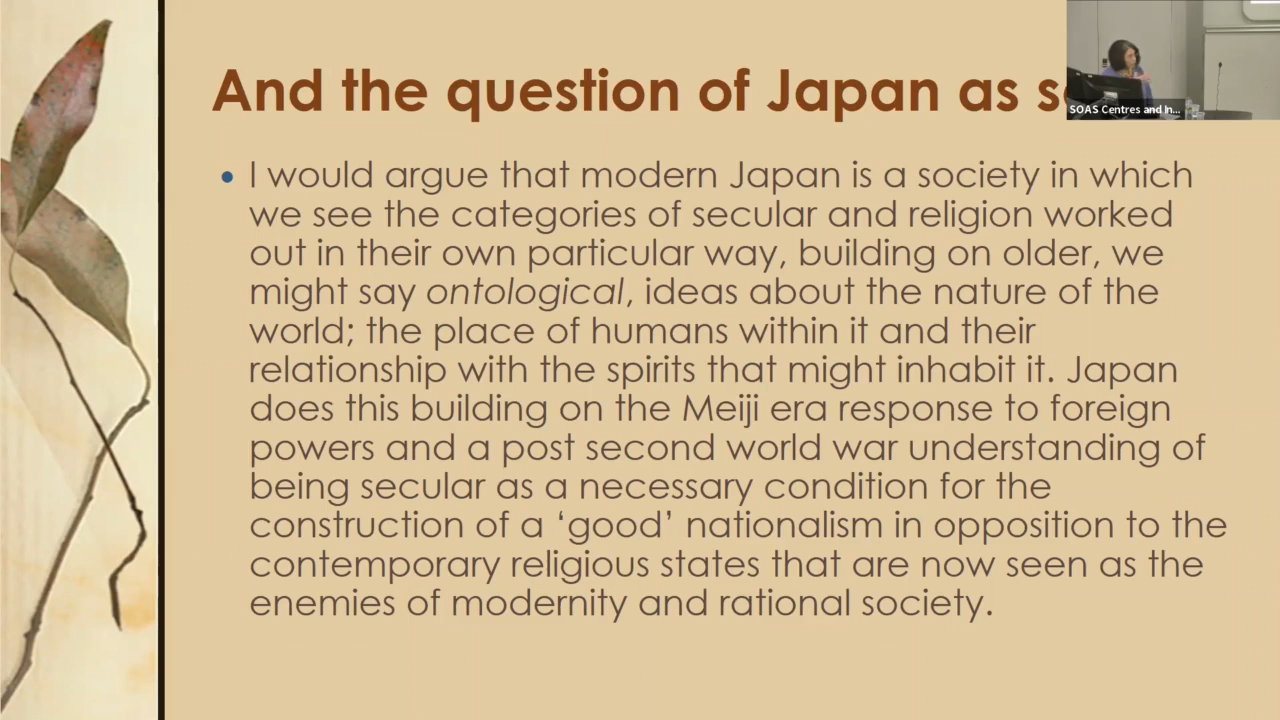 And the question of Japan as
SOAS Centres and In...
• I would argue that modern Japan is a society in which
we see the categories of secular and religion worked
out in their own particular way, building on older, we
might say ontological, ideas about the nature of the
world; the place of humans within it and their
relationship with the spirits that might inhabit it. Japan
does this building on the Meiji era response to foreign
powers and a post second world war understanding of
being secular as a necessary condition for the
construction of a ‘good’ nationalism in opposition to the
contemporary religious states that are now seen as the
enemies of modernity and rational society.